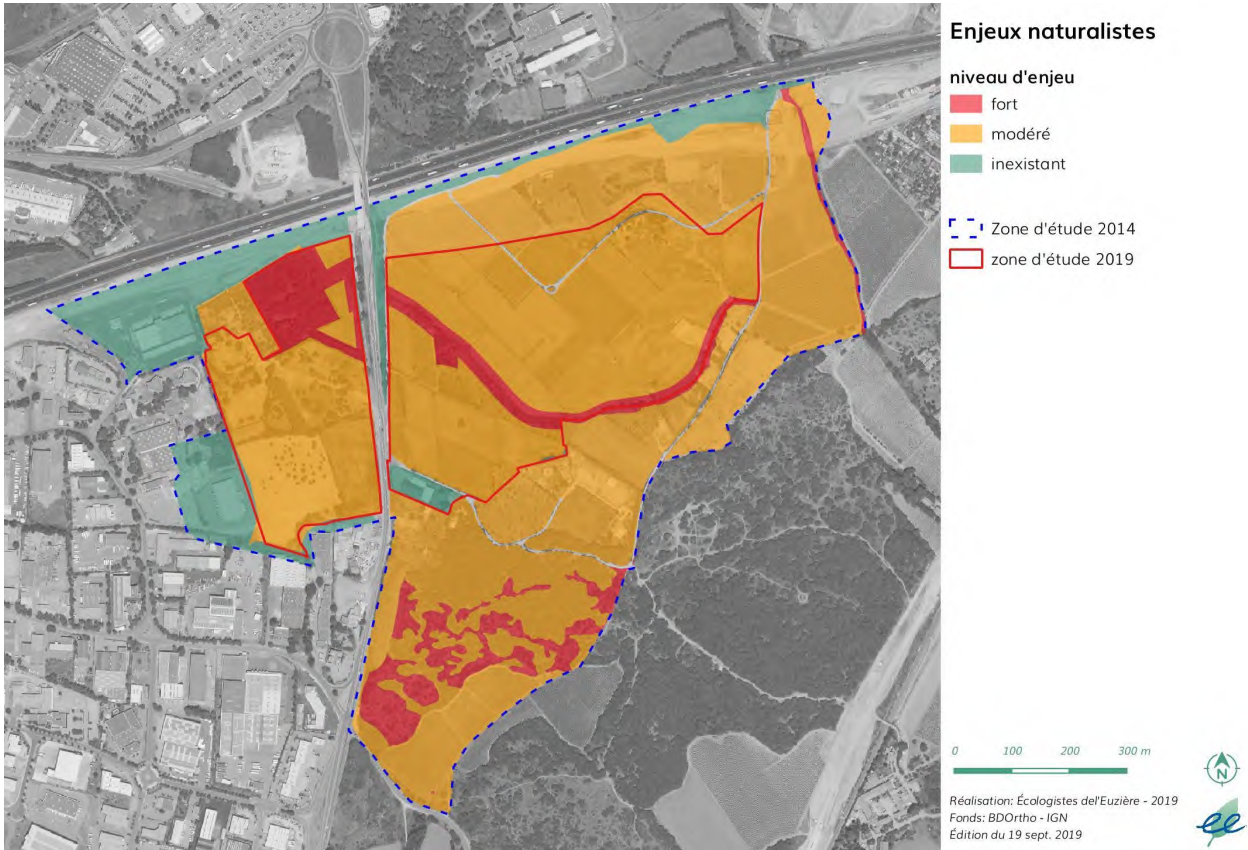 Enjeux naturalistes
niveau d'enjeu
fort
modéré
inexistant
Zone d'étude 2014
zone d'étude 2019
0 100 200 300 m
N
Réalisation: Écologistes del'Euzière - 2019
Fonds: BDOrtho - IGN
Édition du 19 sept. 2019
ee